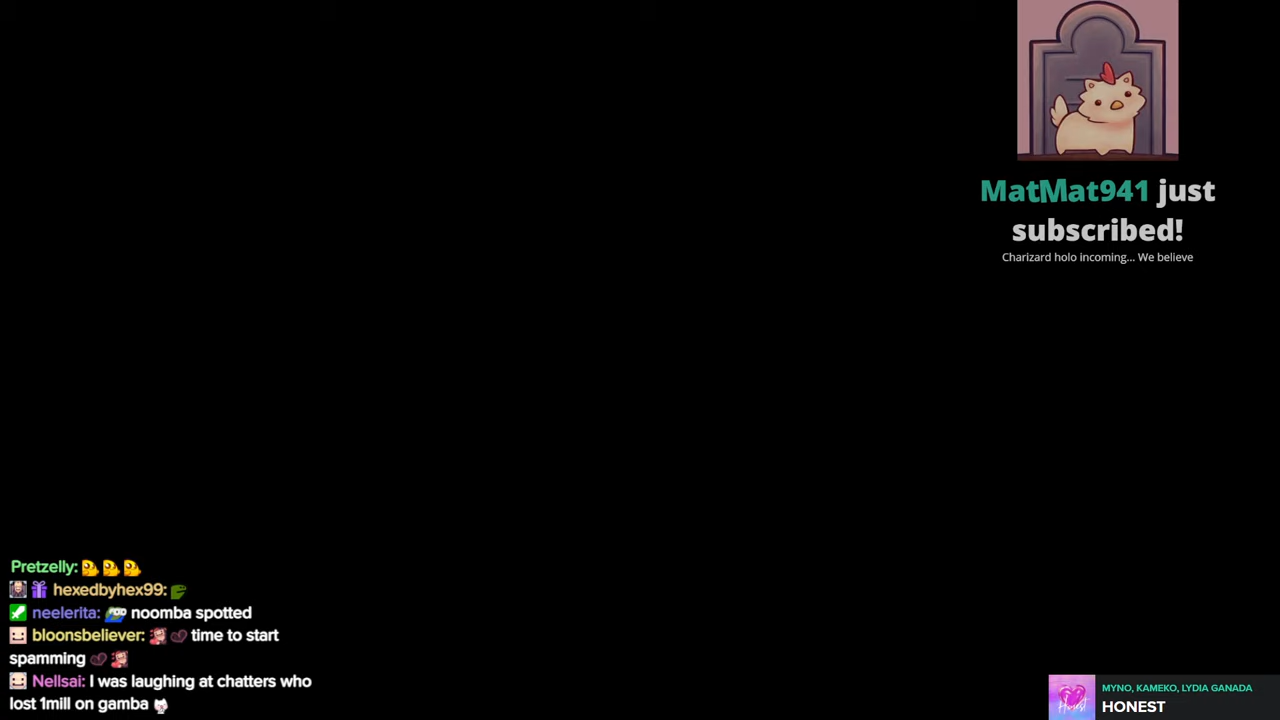 MatMat941 just
subscribed!
Charizard holo incoming... We believe
Pretzelly:
hexedbyhex99:
neelerita: noomba spotted
bloonsbeliever: time to start
spamming
Nellsai: I was laughing at chatters who
lost 1mill on gamba
Honest
MYNO, KAMEKO, LYDIA GANADA
HONEST